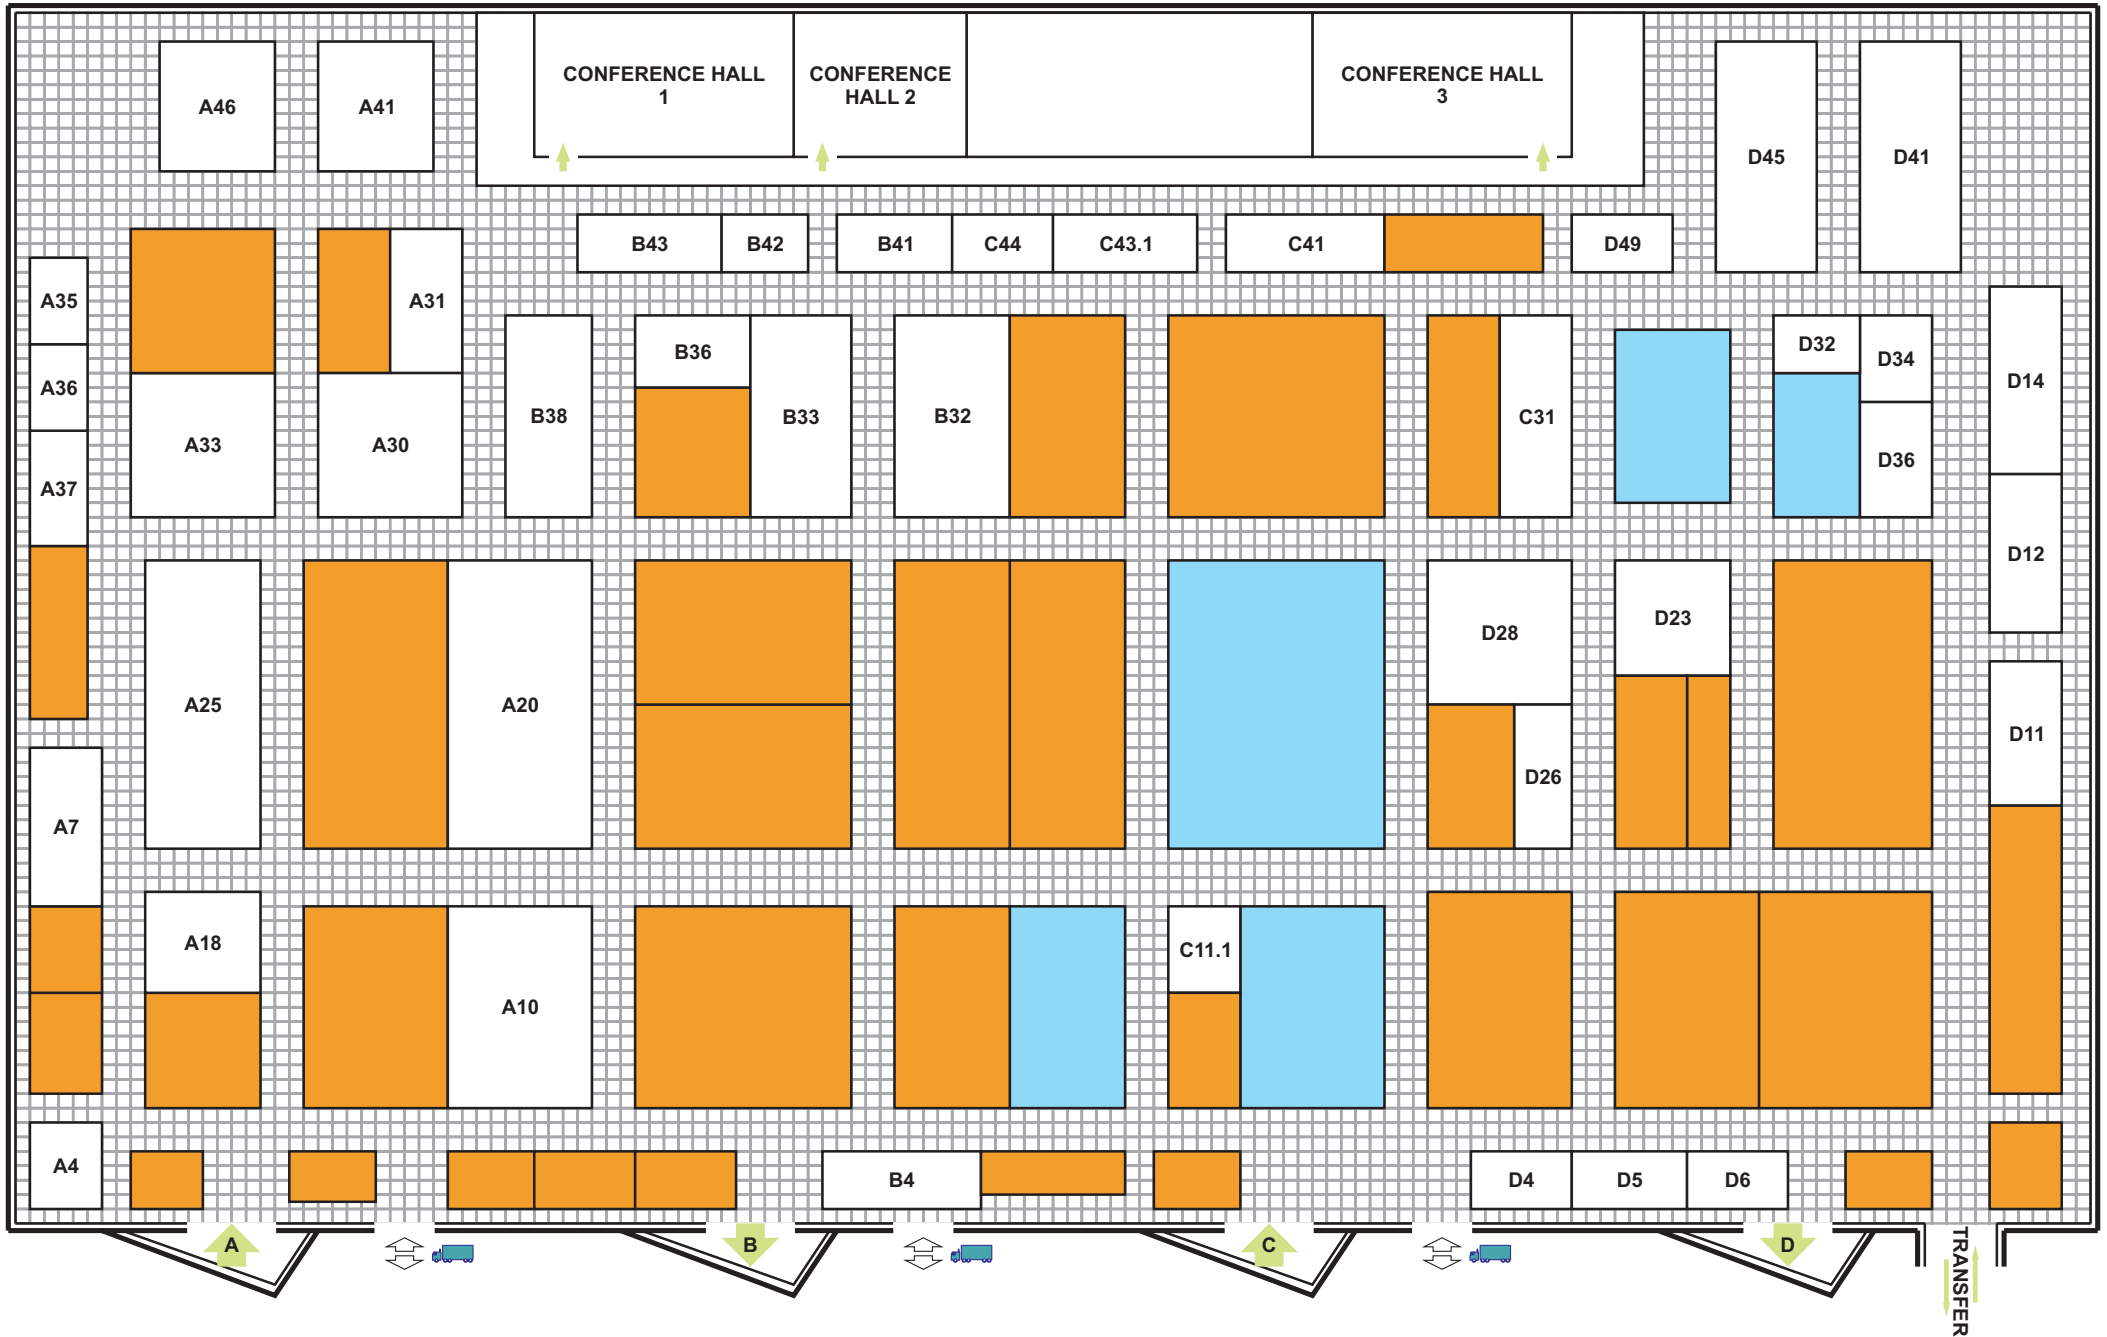 CONFERENCE HALL
1
CONFERENCE
HALL 2
CONFERENCE HALL
3
A46
A41
D45
D41
B43
B42
B41
C44
C43.1
C41
D49
A35
A31
A36
B36
D32
D34
D14
A33
A30
B38
B33
B32
C31
D36
A37
D12
D28
D23
A25
A20
D11
D26
A7
A18
C11.1
A10
A4
B4
D4
D5
D6
A
B
C
D
TRANSFER